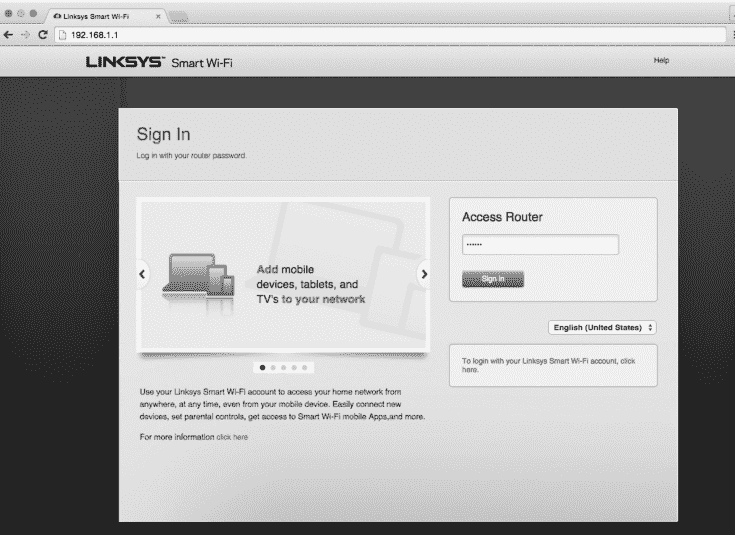 Linksys Smart Wi-Fi
192.168.1.1
LINKSYS™ Smart Wi-Fi
Help
Sign In
Log in with your router password.
Access Router
••••••
Sign in
Add mobile
devices, tablets, and
TV's to your network
English (United States)
To login with your Linksys Smart Wi-Fi account, click
here.
Use your Linksys Smart Wi-Fi account to access your home network from
anywhere, at any time, even from your mobile device. Easily connect new
devices, set parental controls, get access to Smart Wi-Fi mobile Apps,and more.
For more information click here